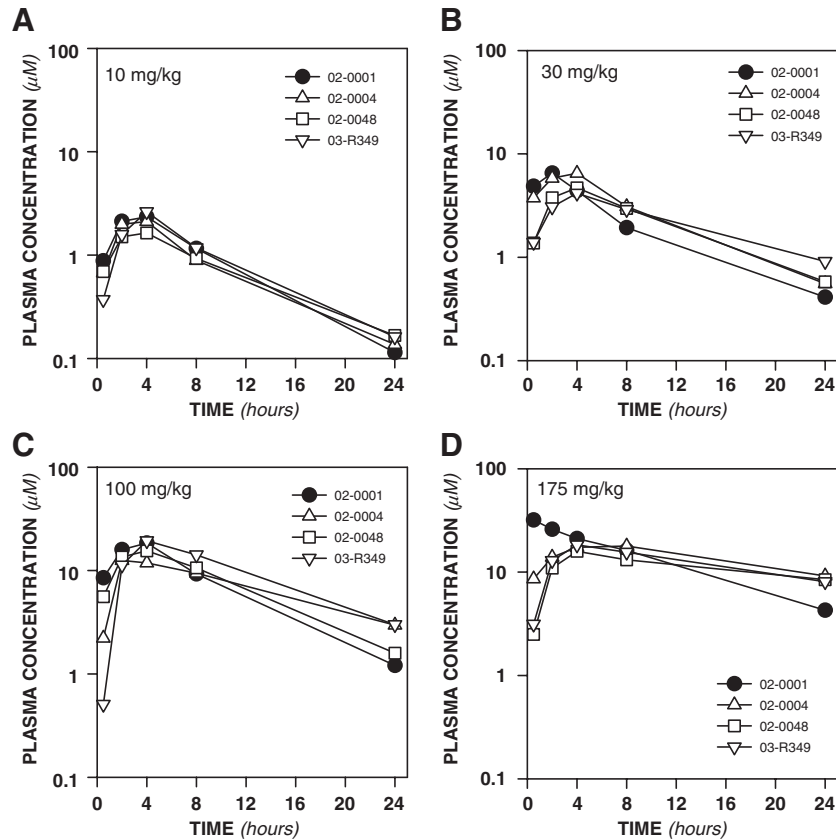 A
10 mg/kg
02-0001
02-0004
02-0048
03-R349
100
10
1
0.1
PLASMA CONCENTRATION (μM)
0 4 8 12 16 20 24
TIME (hours)
B
30 mg/kg
02-0001
02-0004
02-0048
03-R349
100
10
1
0.1
PLASMA CONCENTRATION (μM)
0 4 8 12 16 20 24
TIME (hours)
C
100 mg/kg
02-0001
02-0004
02-0048
03-R349
100
10
1
0.1
PLASMA CONCENTRATION (μM)
0 4 8 12 16 20 24
TIME (hours)
D
175 mg/kg
02-0001
02-0004
02-0048
03-R349
100
10
1
0.1
PLASMA CONCENTRATION (μM)
0 4 8 12 16 20 24
TIME (hours)